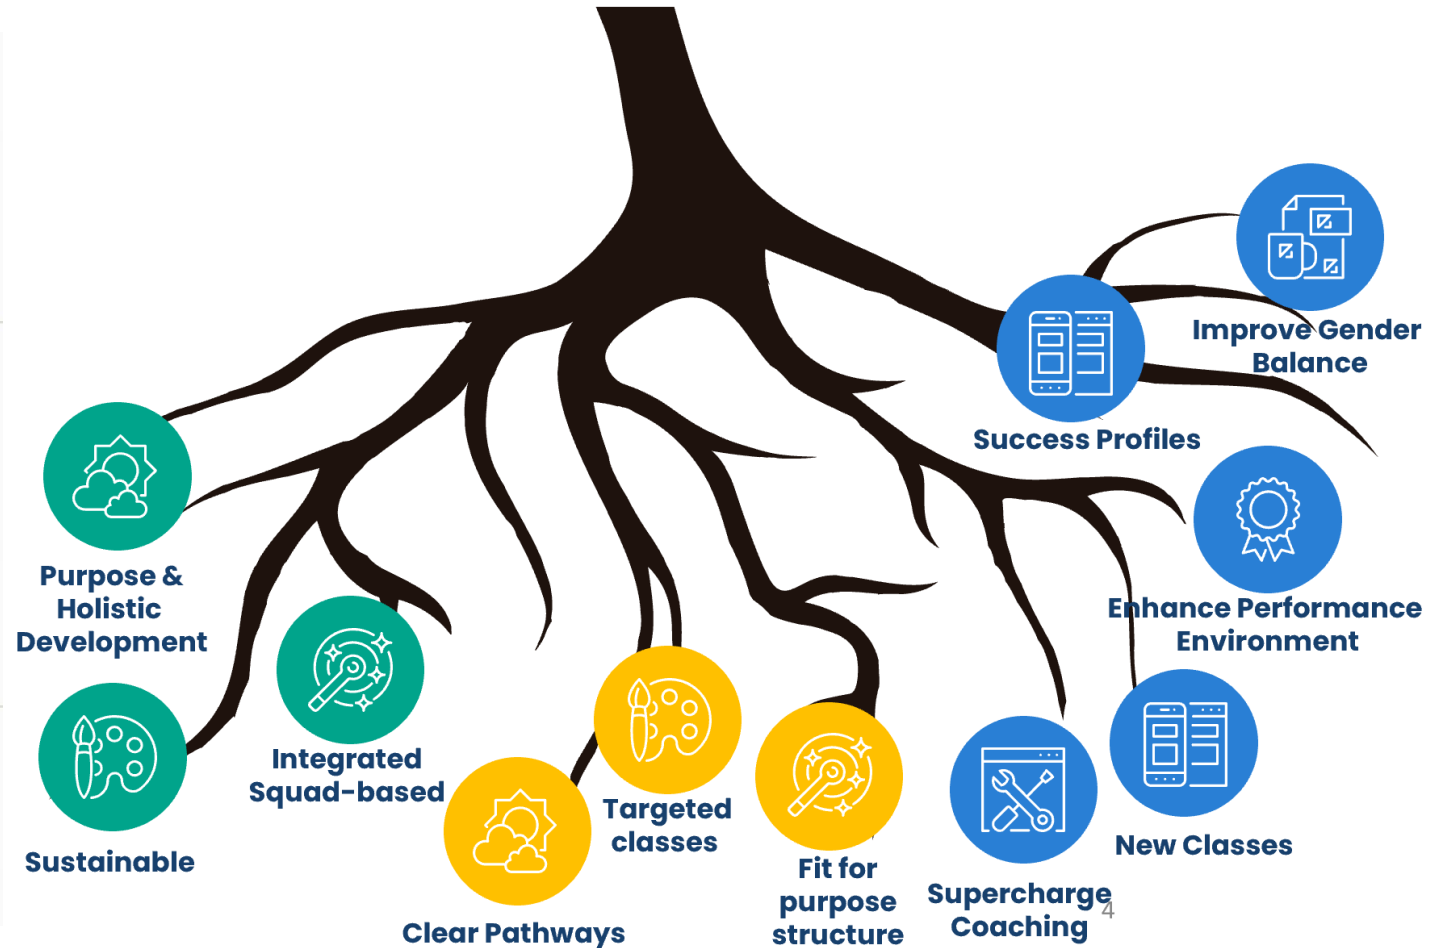 Improve Gender
Balance
Success Profiles
Purpose &
Holistic
Development
Enhance Performance
Environment
Integrated
Squad-based
Targeted
classes
Sustainable
New Classes
Fit for
purpose
structure
Supercharge
Coaching
4
Clear Pathways